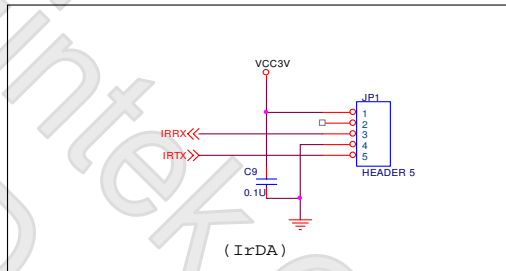 VCC3V
JP1
1
2
IRRX
3
4
IRTX
5
C9
HEADER 5
0.1U
(IrDA)